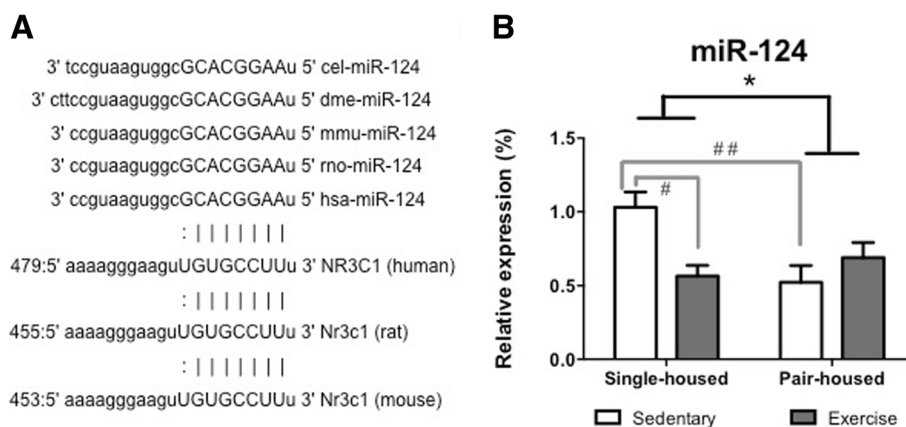 A
3' tccguaaguggcGCACGGAAu 5' cel-miR-124
3' cttccguaaguggcGCACGGAAu 5' dme-miR-124
3' ccguaaguggcGCACGGAAu 5' mmu-miR-124
3' ccguaaguggcGCACGGAAu 5' rno-miR-124
3' ccguaaguggcGCACGGAAu 5' hsa-miR-124
: | | | | | | |
479:5' aaaagggaaguUGUGCCUUu 3' NR3C1 (human)
: | | | | | | |
455:5' aaaagggaaguUGUGCCUUu 3' Nr3c1 (rat)
: | | | | | | |
453:5' aaaagggaaguUGUGCCUUu 3' Nr3c1 (mouse)
B
miR-124
*
Relative expression (%)
1.5
1.0
0.5
0.0
# #
#
Single-housed Pair-housed
Sedentary Exercise